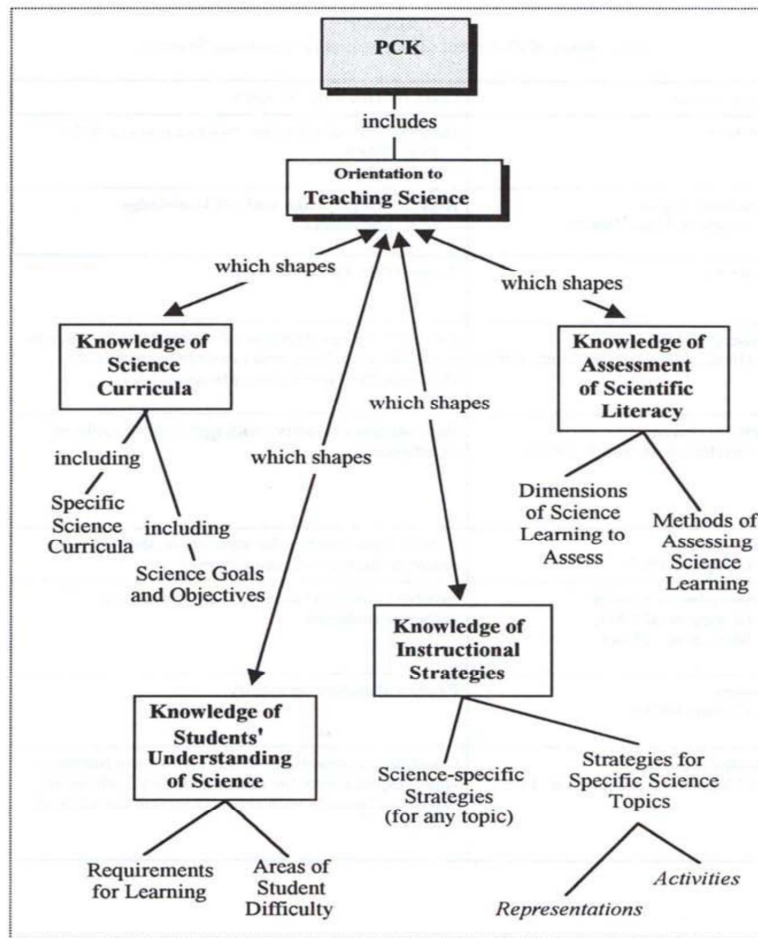 PCK
includes
Orientation to
Teaching Science
which shapes
which shapes
Knowledge of
Science
Curricula
Knowledge of
Assessment
of Scientific
Literacy
which shapes
which shapes
including
Specific
Science
Curricula
including
Science Goals
and Objectives
Dimensions
of Science
Learning to
Assess
Methods of
Assessing
Science
Learning
Knowledge of
Instructional
Strategies
Knowledge of
Students'
Understanding
of Science
Science-specific
Strategies
(for any topic)
Strategies for
Specific Science
Topics
Requirements
for Learning
Areas of
Student
Difficulty
Activities
Representations